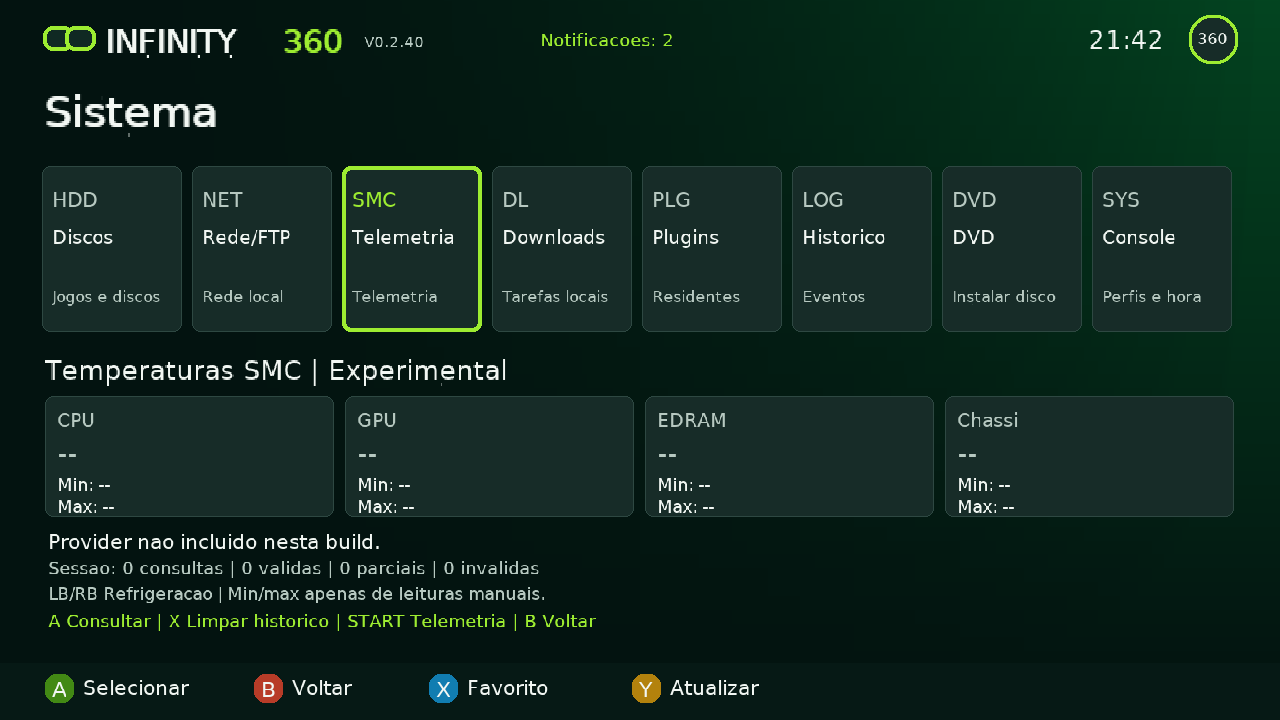 INFINITY 360 V0.2.40 Notificacoes: 2 21:42 360
Sistema
HDD NET SMC DL PLG LOG DVD SYS
Discos Rede/FTP Telemetria Downloads Plugins Historico DVD Console
Jogos e discos Rede local Telemetria Tarefas locais Residentes Eventos Instalar disco Perfis e hora
Temperaturas SMC | Experimental
CPU GPU EDRAM Chassi
-- -- -- --
Min: -- Min: -- Min: -- Min: --
Max: -- Max: -- Max: -- Max: --
Provider nao incluido nesta build.
Sessao: 0 consultas | 0 validas | 0 parciais | 0 invalidas
LB/RB Refrigeracao | Min/max apenas de leituras manuais.
A Consultar | X Limpar historico | START Telemetria | B Voltar
A Selecionar B Voltar X Favorito Y Atualizar